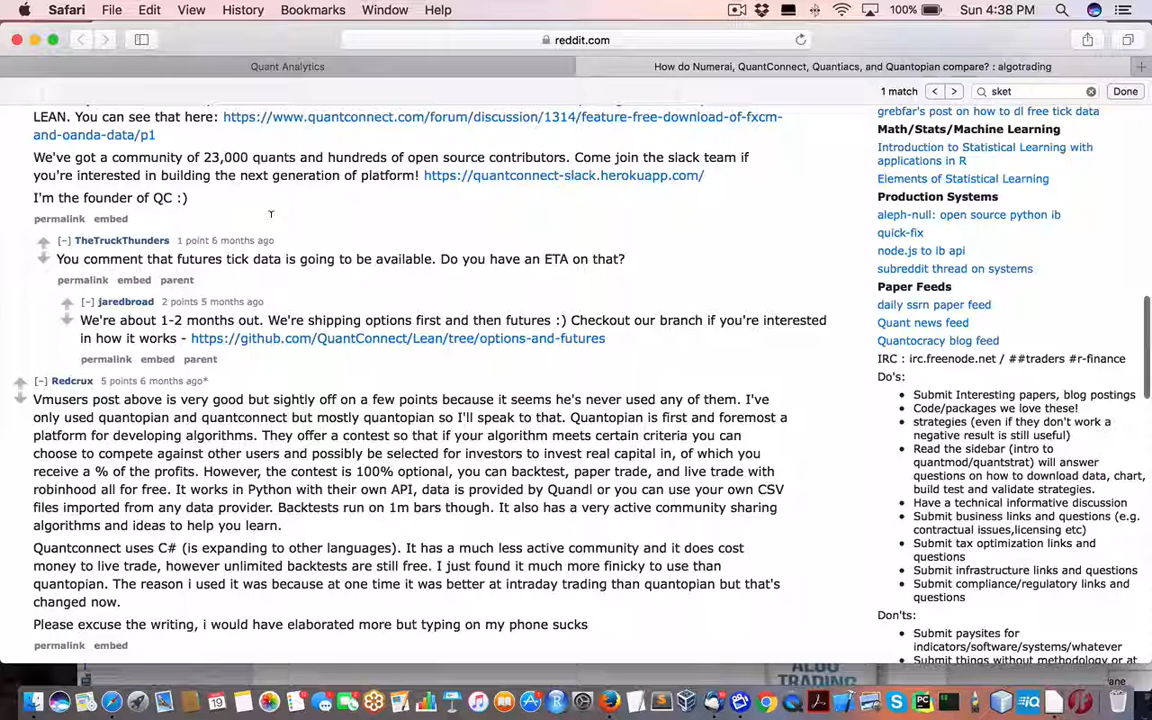 Safari File Edit View History Bookmarks Window Help 100% Sun 4:38 PM
reddit.com
Quant Analytics
How do Numerai, QuantConnect, Quantiacs, and Quantopian compare? : algotrading
1 match sket Done
LEAN. You can see that here: https://www.quantconnect.com/forum/discussion/1314/feature-free-download-of-fxcm-
and-oanda-data/p1
We've got a community of 23,000 quants and hundreds of open source contributors. Come join the slack team if
you're interested in building the next generation of platform! https://quantconnect-slack.herokuapp.com/
I'm the founder of QC :)
permalink embed
[-] TheTruckThunders 1 point 6 months ago
You comment that futures tick data is going to be available. Do you have an ETA on that?
permalink embed parent
[-] jaredbroad 2 points 5 months ago
We're about 1-2 months out. We're shipping options first and then futures :) Checkout our branch if you're interested
in how it works - https://github.com/QuantConnect/Lean/tree/options-and-futures
permalink embed parent
[-] Redcrux 5 points 6 months ago*
Vmusers post above is very good but sightly off on a few points because it seems he's never used any of them. I've
only used quantopian and quantconnect but mostly quantopian so I'll speak to that. Quantopian is first and foremost a
platform for developing algorithms. They offer a contest so that if your algorithm meets certain criteria you can
choose to compete against other users and possibly be selected for investors to invest real capital in, of which you
receive a % of the profits. However, the contest is 100% optional, you can backtest, paper trade, and live trade with
robinhood all for free. It works in Python with their own API, data is provided by Quandl or you can use your own CSV
files imported from any data provider. Backtests run on 1m bars though. It also has a very active community sharing
algorithms and ideas to help you learn.
Quantconnect uses C# (is expanding to other languages). It has a much less active community and it does cost
money to live trade, however unlimited backtests are still free. I just found it much more finicky to use than
quantopian. The reason i used it was because at one time it was better at intraday trading than quantopian but that's
changed now.
Please excuse the writing, i would have elaborated more but typing on my phone sucks
permalink embed
grebfar's post on how to dl free tick data
Math/Stats/Machine Learning
Introduction to Statistical Learning with
applications in R
Elements of Statistical Learning
Production Systems
aleph-null: open source python ib
quick-fix
node.js to ib api
subreddit thread on systems
Paper Feeds
daily ssrn paper feed
Quant news feed
Quantocracy blog feed
IRC : irc.freenode.net / ##traders #r-finance
Do's:
Submit Interesting papers, blog postings
Code/packages we love these!
strategies (even if they don't work a
negative result is still useful)
Read the sidebar (intro to
quantmod/quantstrat) will answer
questions on how to download data, chart,
build test and validate strategies.
Have a technical informative discussion
Submit business links and questions (e.g.
contractual issues,licensing etc)
Submit tax optimization links and
questions
Submit infrastructure links and questions
Submit compliance/regulatory links and
questions
Don'ts:
Submit paysites for
indicators/software/systems/whatever
Submit things without methodology or at
ALGO
TRADING
ane
19